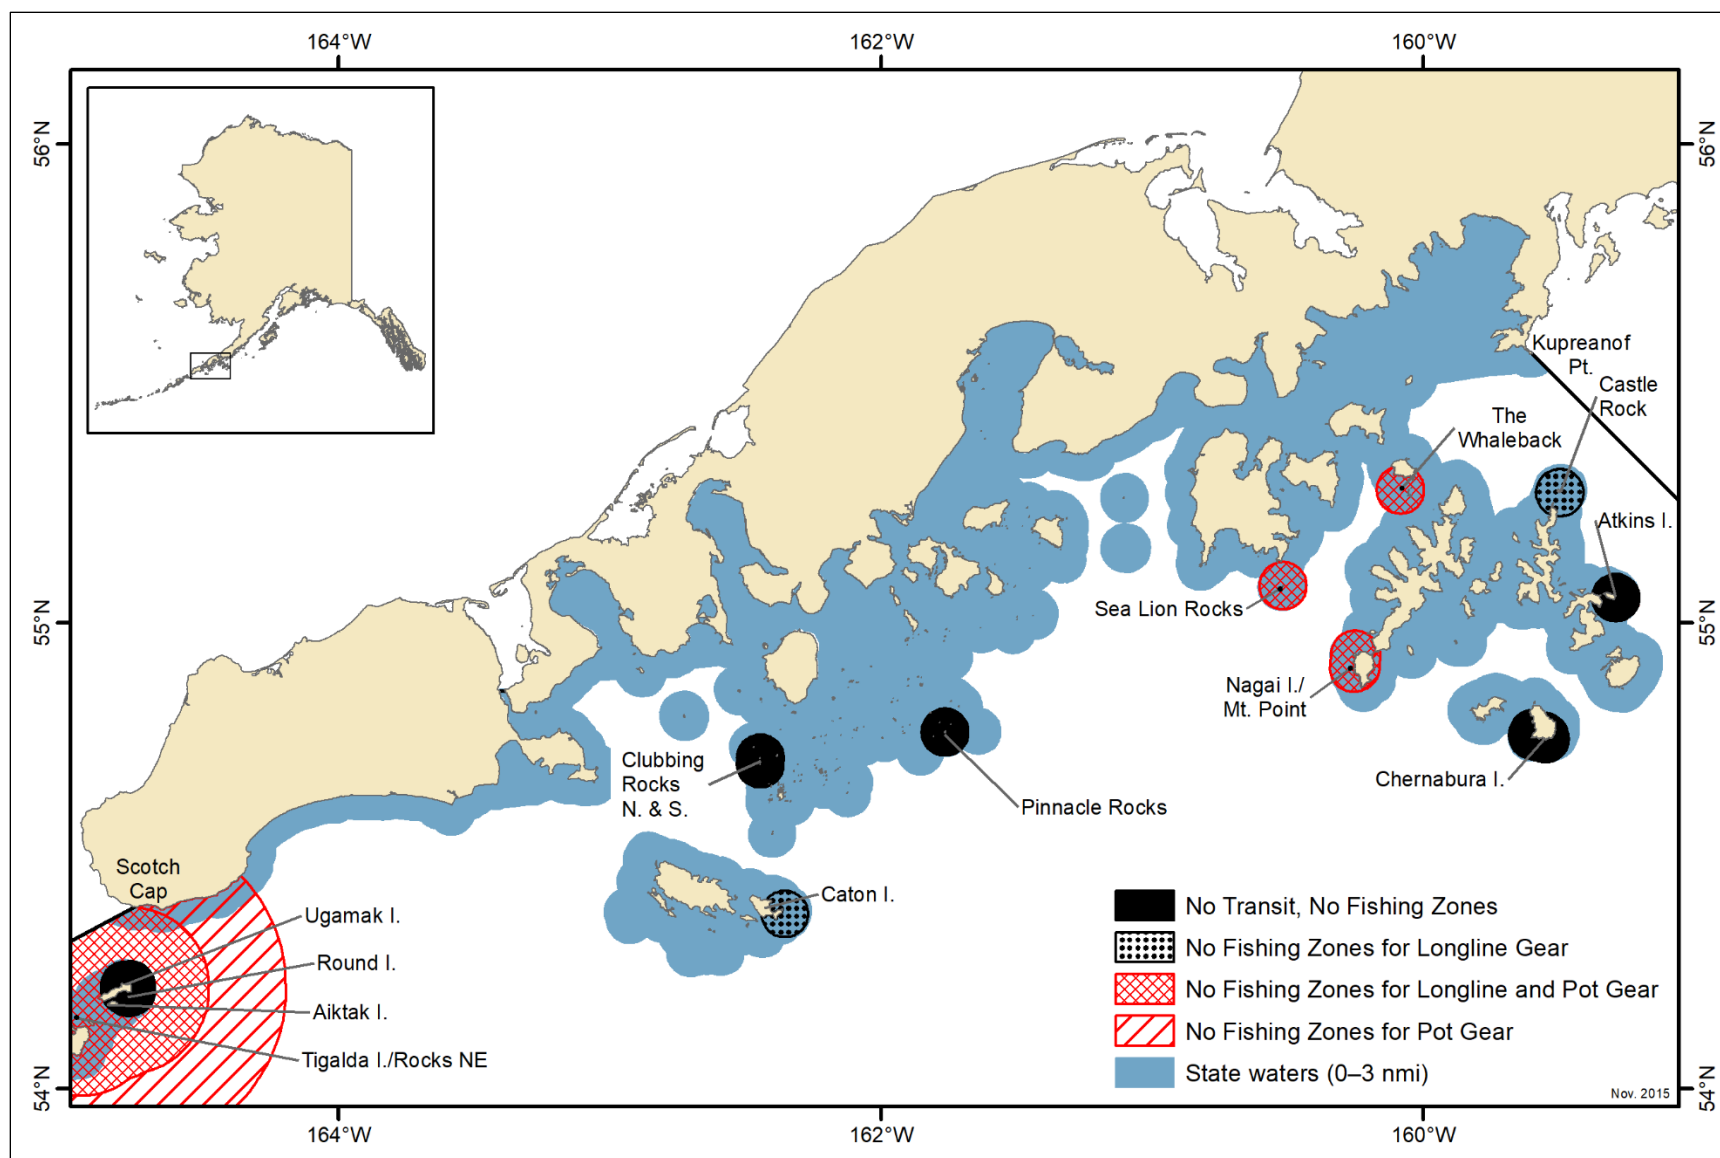 164°W
162°W
160°W
56°N
56°N
Kupreanof
Pt.
Castle
Rock
The
Whaleback
Atkins I.
55°N
55°N
Sea Lion Rocks
Nagai I./
Mt. Point
Clubbing
Rocks
N. & S.
Pinnacle Rocks
Chernabura I.
Scotch
Cap
Caton I.
Ugamak I.
Round I.
Aiktak I.
Tigalda I./Rocks NE
No Transit, No Fishing Zones
No Fishing Zones for Longline Gear
No Fishing Zones for Longline and Pot Gear
No Fishing Zones for Pot Gear
State waters (0–3 nmi)
Nov. 2015
54°N
54°N
164°W
162°W
160°W